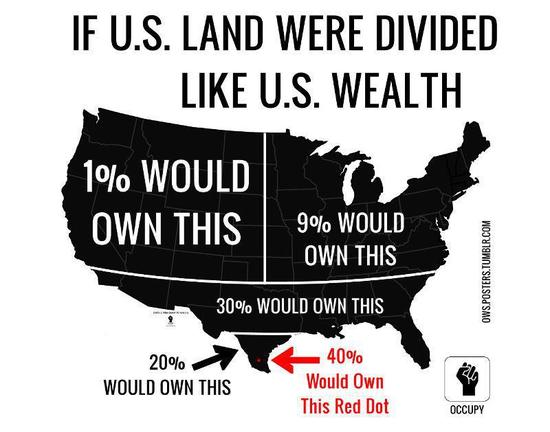 IF U.S. LAND WERE DIVIDED
LIKE U.S. WEALTH
1% WOULD
OWN THIS
9% WOULD
OWN THIS
30% WOULD OWN THIS
20%
WOULD OWN THIS
40%
Would Own
This Red Dot
OWS.POSTERS.TUMBLR.COM
OCCUPY